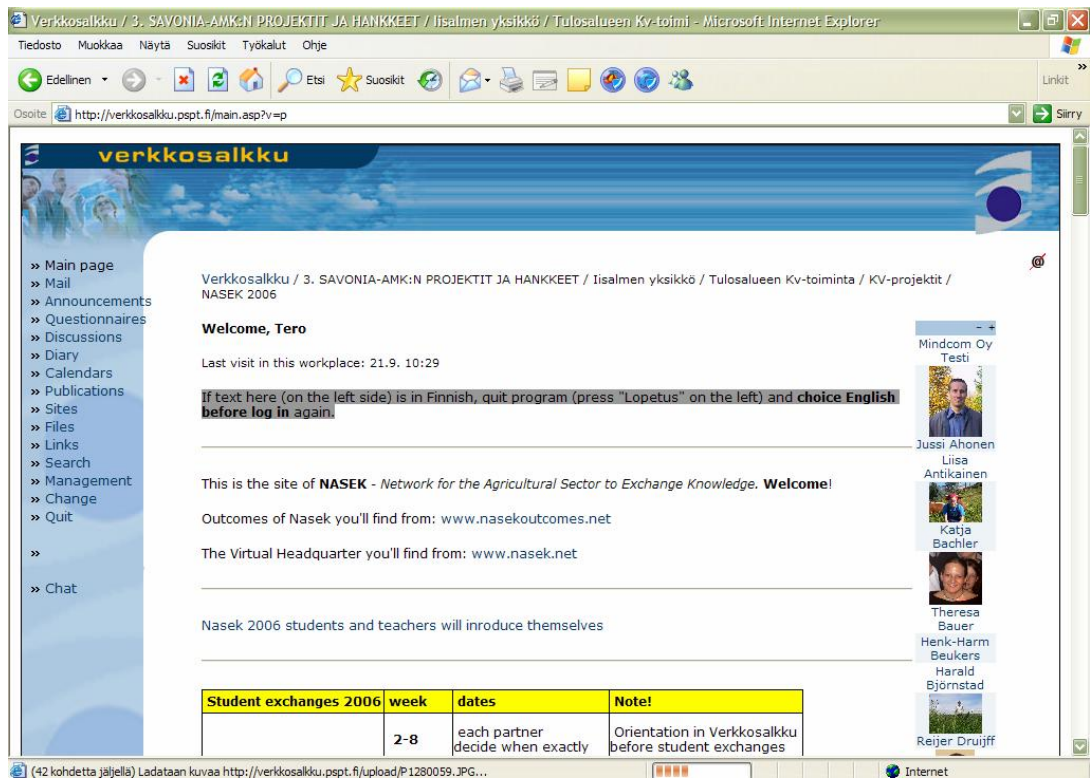 Verkkosalkku / 3. SAVONIA-AMK:N PROJEKTIT JA HANKKEET / Iisalmen yksikkö / Tulosalueen Kv-toimi - Microsoft Internet Explorer
Tiedosto Muokkaa Näytä Suosikit Työkalut Ohje
Edellinen Etsi Suosikit Linkit »
Osoite http://verkkosalkku.pspt.fi/main.asp?v=p Siirry
verkkosalkku
» Main page
» Mail
» Announcements
» Questionnaires
» Discussions
» Diary
» Calendars
» Publications
» Sites
» Files
» Links
» Search
» Management
» Change
» Quit
»
» Chat
@
Verkkosalkku / 3. SAVONIA-AMK:N PROJEKTIT JA HANKKEET / Iisalmen yksikkö / Tulosalueen Kv-toiminta / KV-projektit /
NASEK 2006
Welcome, Tero
Last visit in this workplace: 21.9. 10:29
If text here (on the left side) is in Finnish, quit program (press "Lopetus" on the left) and choice English
before log in again.
This is the site of NASEK - Network for the Agricultural Sector to Exchange Knowledge. Welcome!
Outcomes of Nasek you'll find from: www.nasekoutcomes.net
The Virtual Headquarter you'll find from: www.nasek.net
Nasek 2006 students and teachers will inroduce themselves
Student exchanges 2006 week dates Note!
2-8 each partner Orientation in Verkkosalkku
decide when exactly before student exchanges
- +
Mindcom Oy
Testi
Jussi Ahonen
Liisa
Antikainen
Katja
Bachler
Theresa
Bauer
Henk-Harm
Beukers
Harald
Björnstad
Reijer Druijff
(42 kohdetta jäljellä) Ladataan kuvaa http://verkkosalkku.pspt.fi/upload/P1280059.JPG... Internet